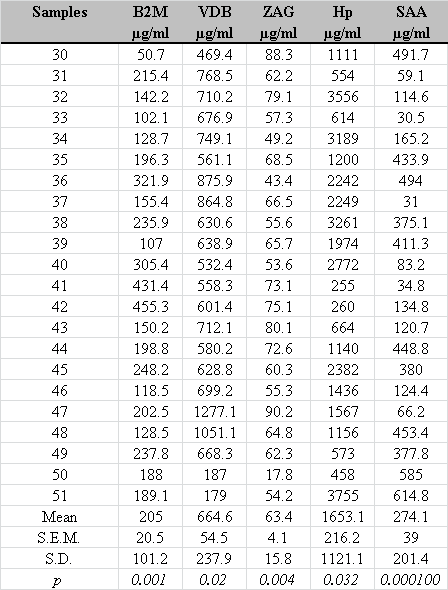 Samples B2M VDB ZAG Hp SAA
µg/ml µg/ml µg/ml µg/ml µg/ml
30 50.7 469.4 88.3 1111 491.7
31 215.4 768.5 62.2 554 59.1
32 142.2 710.2 79.1 3556 114.6
33 102.1 676.9 57.3 614 30.5
34 128.7 749.1 49.2 3189 165.2
35 196.3 561.1 68.5 1200 433.9
36 321.9 875.9 43.4 2242 494
37 155.4 864.8 66.5 2249 31
38 235.9 630.6 55.6 3261 375.1
39 107 638.9 65.7 1974 411.3
40 305.4 532.4 53.6 2772 83.2
41 431.4 558.3 73.1 255 34.8
42 455.3 601.4 75.1 260 134.8
43 150.2 712.1 80.1 664 120.7
44 198.8 580.2 72.6 1140 448.8
45 248.2 628.8 60.3 2382 380
46 118.5 699.2 55.3 1436 124.4
47 202.5 1277.1 90.2 1567 66.2
48 128.5 1051.1 64.8 1156 453.4
49 237.8 668.3 62.3 573 377.8
50 188 187 17.8 458 585
51 189.1 179 54.2 3755 614.8
Mean 205 664.6 63.4 1653.1 274.1
S.E.M. 20.5 54.5 4.1 216.2 39
S.D. 101.2 237.9 15.8 1121.1 201.4
p 0.001 0.02 0.004 0.032 0.000100